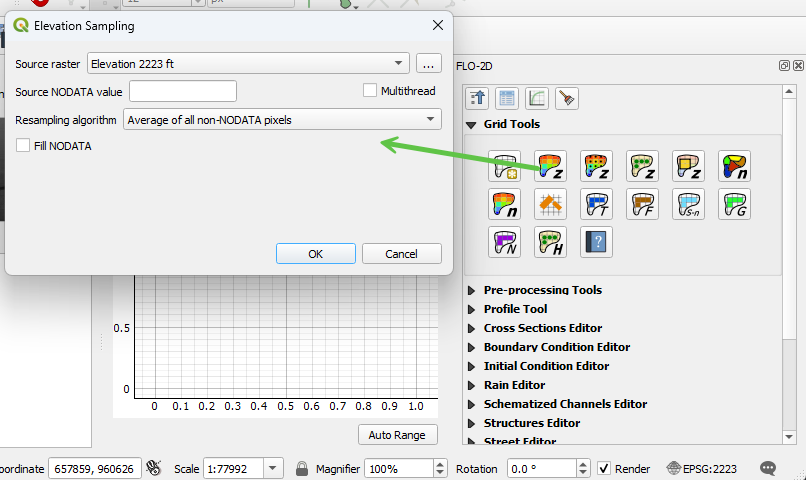 12
px
Elevation Sampling
Source raster
Elevation 2223 ft
...
Source NODATA value
Multithread
Resampling algorithm
Average of all non-NODATA pixels
Fill NODATA
OK
Cancel
FLO-2D
Grid Tools
z
z
z
z
n
n
T
F
S-n
G
N
H
?
Pre-processing Tools
Profile Tool
Cross Sections Editor
Boundary Condition Editor
Initial Condition Editor
Rain Editor
Schematized Channels Editor
Structures Editor
Street Editor
0.5
0
0 0.1 0.2 0.3 0.4 0.5 0.6 0.7 0.8 0.9 1.0
Auto Range
oordinate 657859, 960626 Scale 1:77992 Magnifier 100% Rotation 0.0 ° Render EPSG:2223